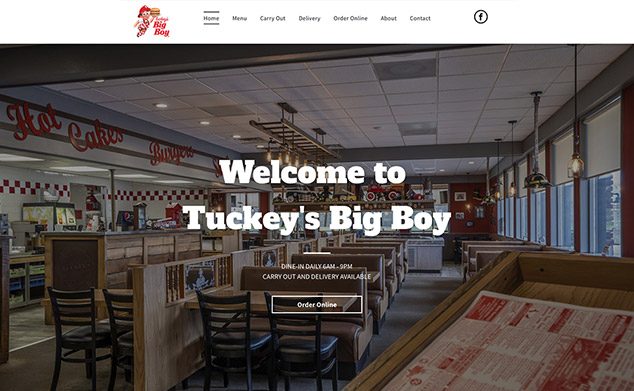 Tuckey's
Big
Boy
Home
Menu
Carry Out
Delivery
Order Online
About
Contact
Hot Cakes Burgers
Welcome to
Tuckey's Big Boy
DINE-IN DAILY 6AM - 9PM
CARRY OUT AND DELIVERY AVAILABLE
Order Online